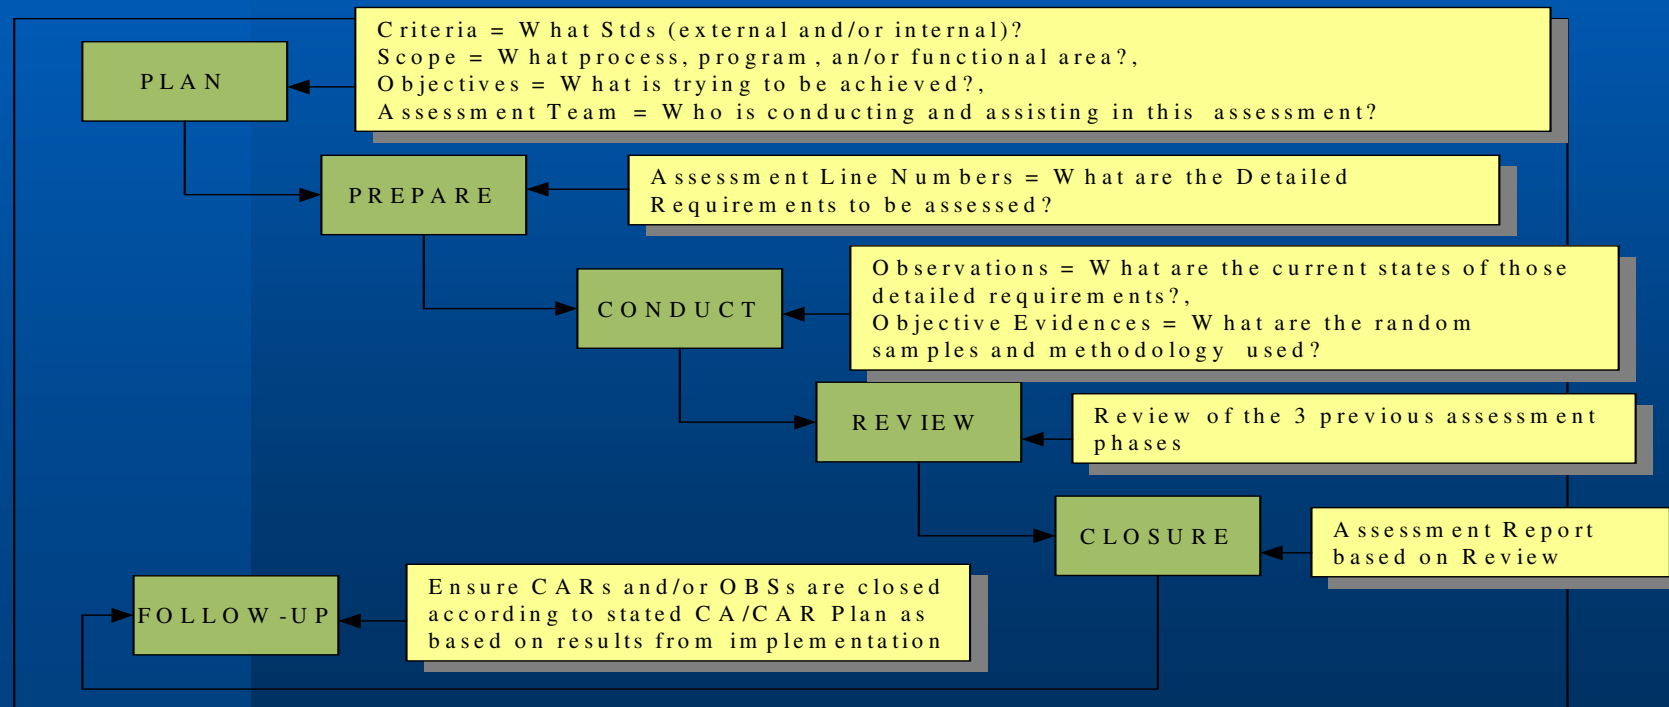 Criteria = What Stds (external and/or internal)?
Scope = What process, program, an/or functional area?,
Objectives = What is trying to be achieved?,
Assessment Team = Who is conducting and assisting in this assessment?
PLAN
PREPARE
Assessment Line Numbers = What are the Detailed
Requirements to be assessed?
CONDUCT
Observations = What are the current states of those
detailed requirements?,
Objective Evidences = What are the random
samples and methodology used?
REVIEW
Review of the 3 previous assessment
phases
CLOSURE
Assessment Report
based on Review
FOLLOW-UP
Ensure CARs and/or OBSs are closed
according to stated CA/CAR Plan as
based on results from implementation